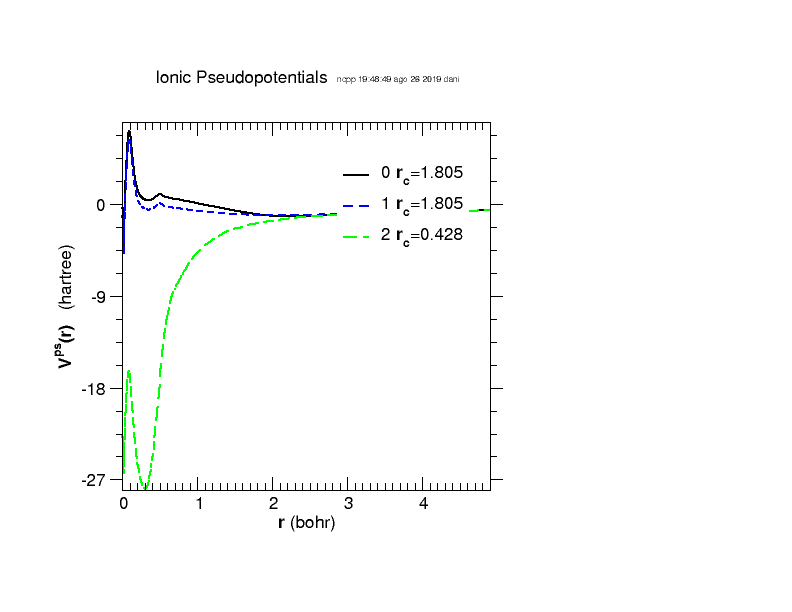 Ionic Pseudopotentials ncpp 19:48:49 ago 26 2019 dani
0 rc=1.805
1 rc=1.805
2 rc=0.428
0
-9
-18
-27
Vps(r) (hartree)
0 1 2 3 4
r (bohr)